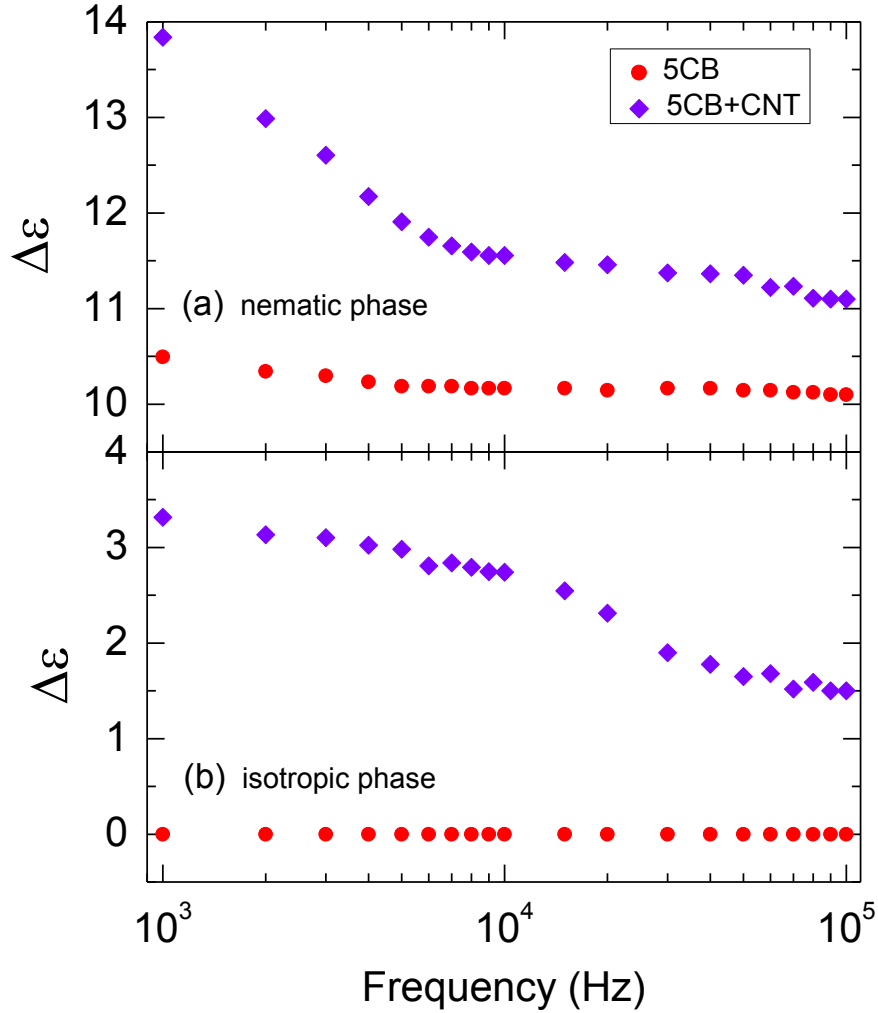 14
13
12
11
10
Δε
5CB
5CB+CNT
(a) nematic phase
4
3
2
1
0
Δε
(b) isotropic phase
10³ 10⁴ 10⁵
Frequency (Hz)